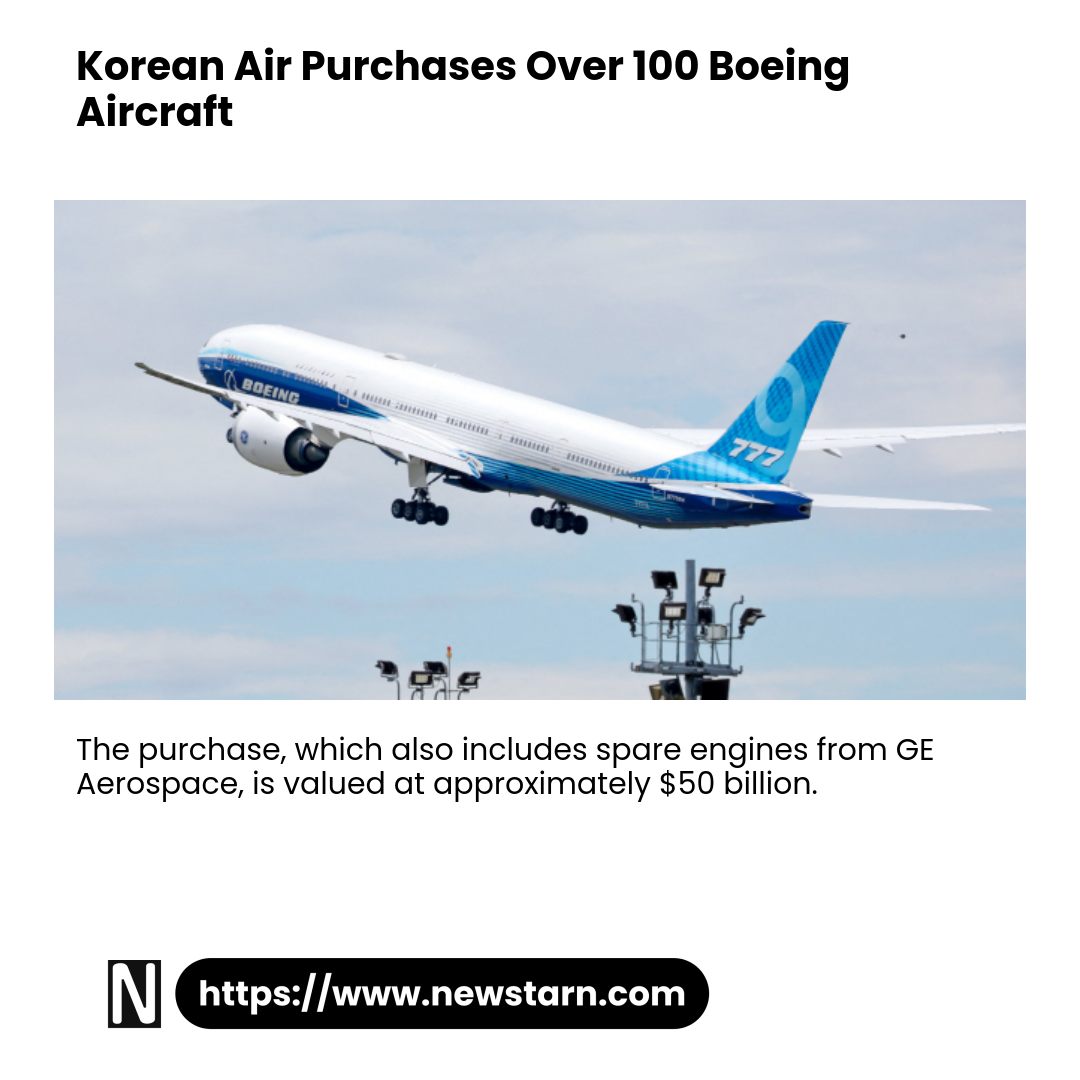 Korean Air Purchases Over 100 Boeing
Aircraft
BOEING
777
The purchase, which also includes spare engines from GE
Aerospace, is valued at approximately $50 billion.
N
https://www.newstarn.com